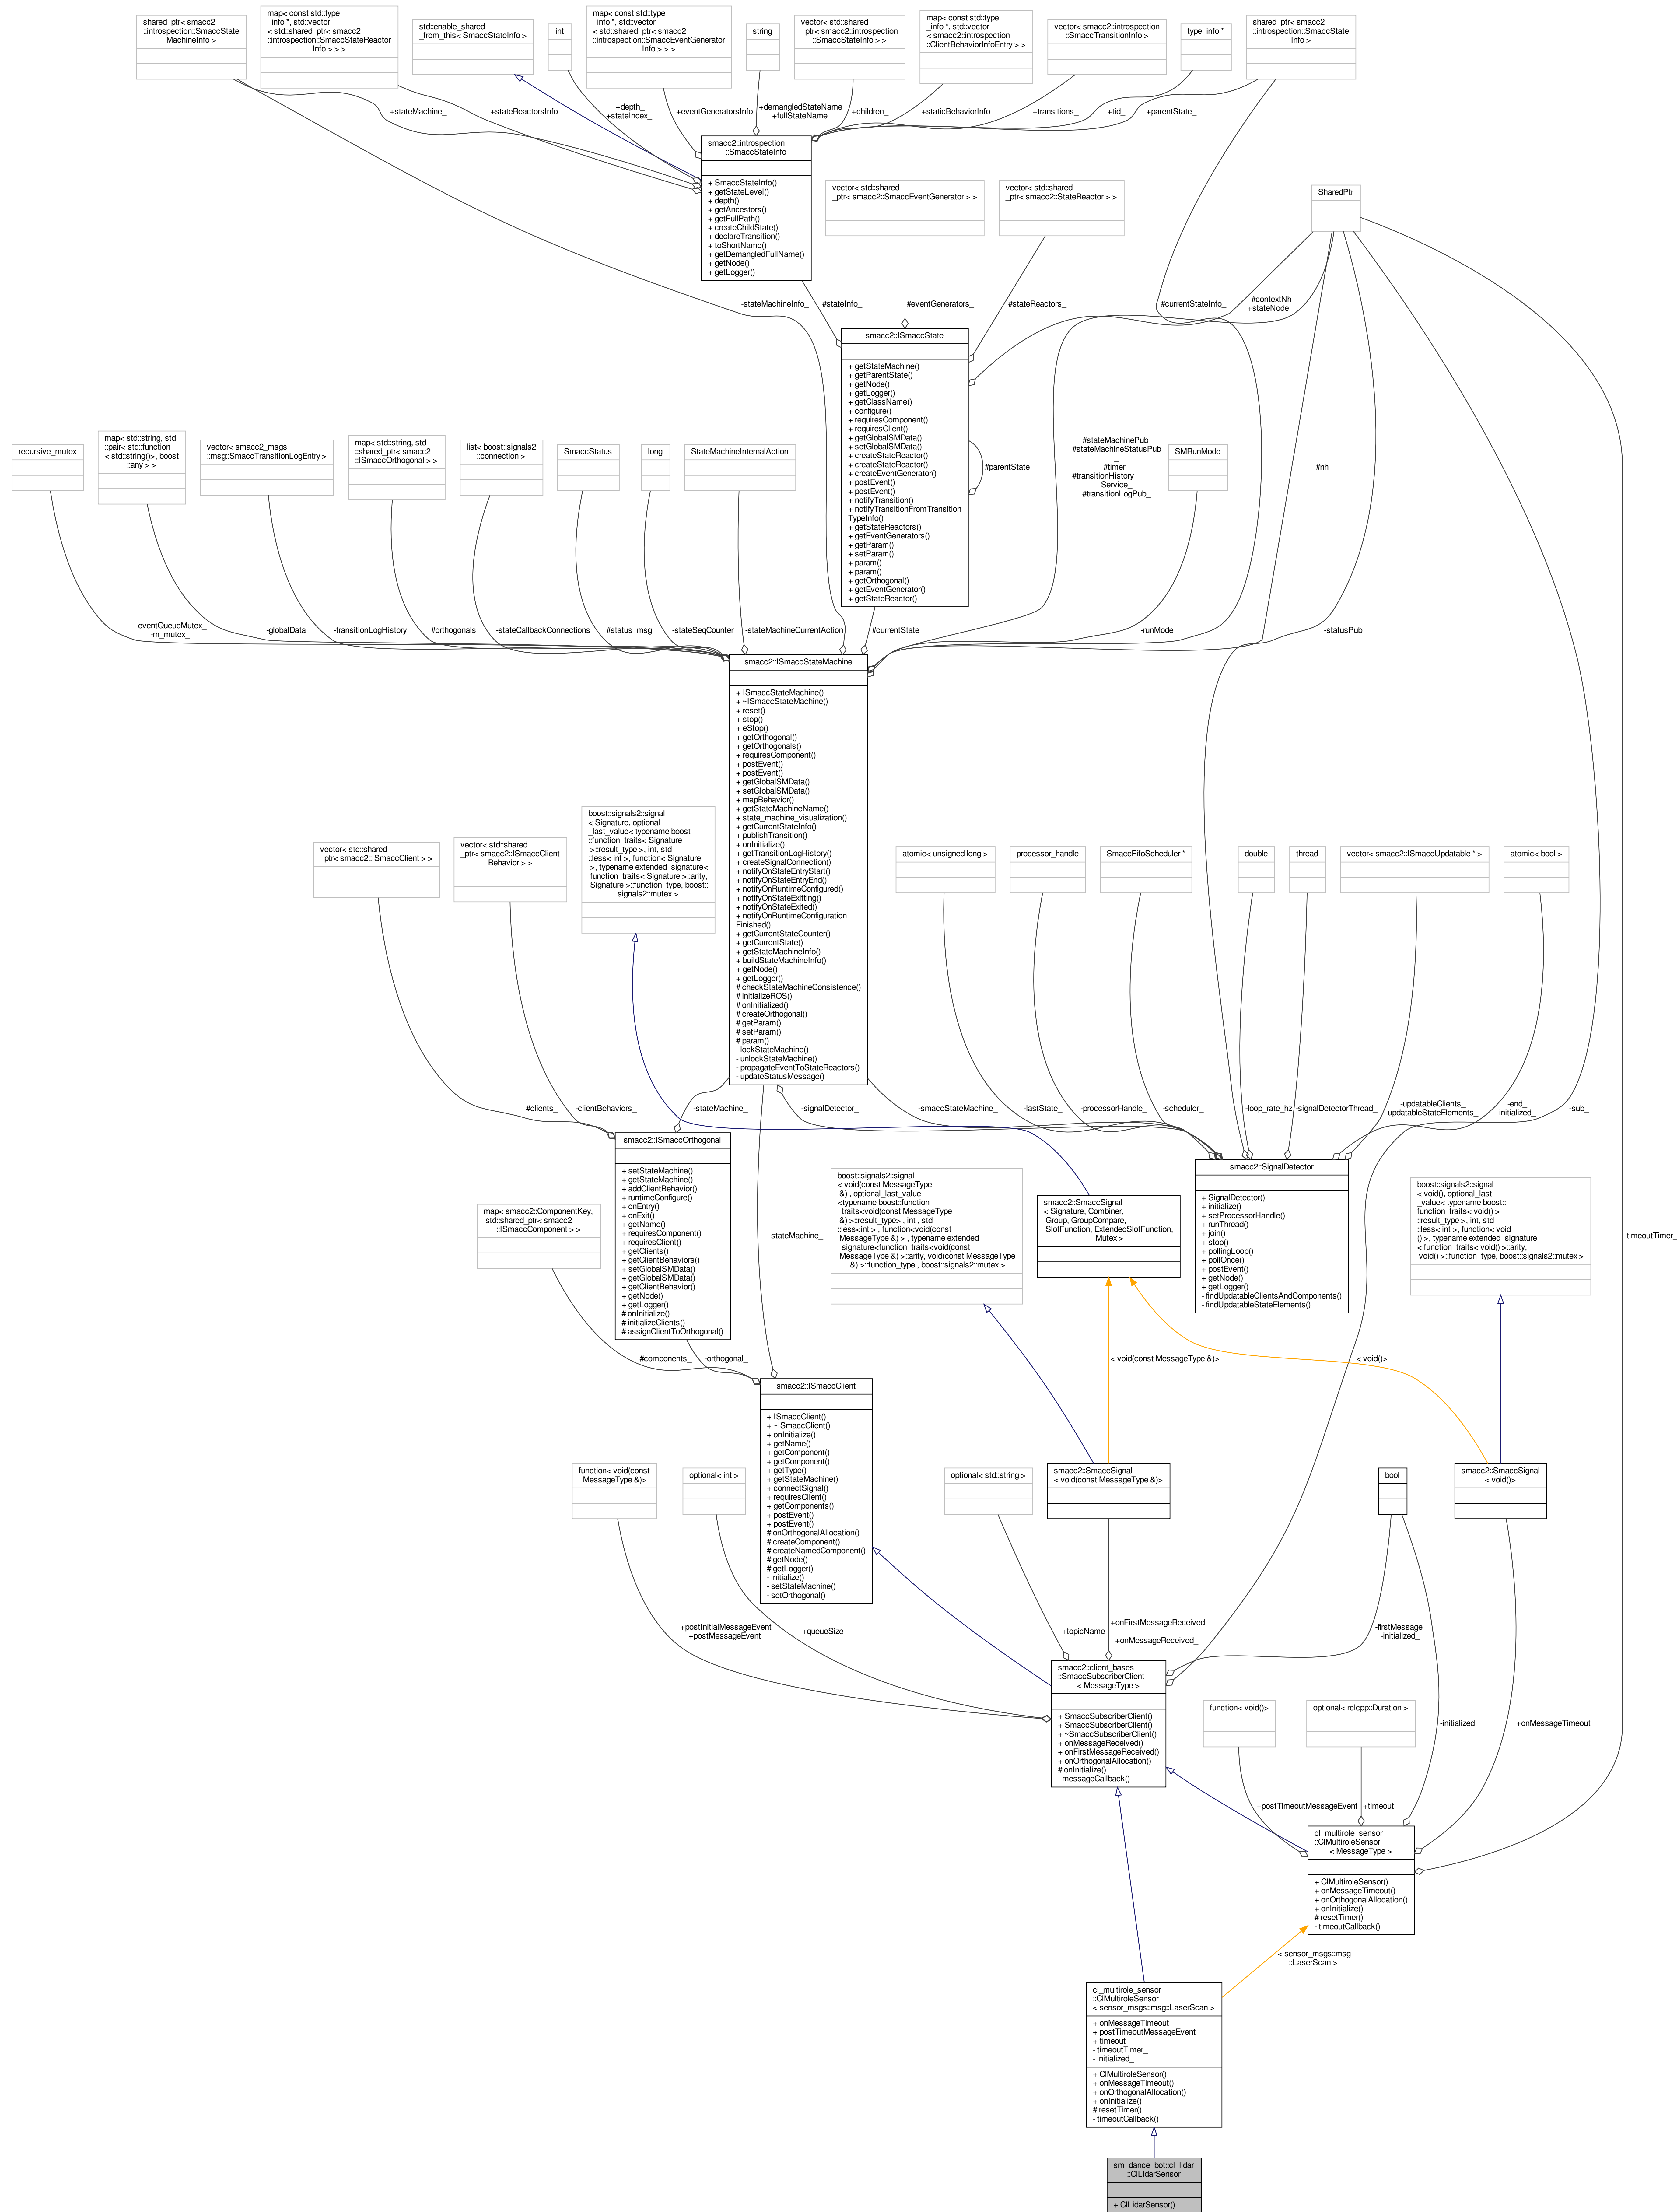 shared_ptr< smacc2
::introspection::SmaccState
MachineInfo >
map< const std::type
_info *, std::vector
< std::shared_ptr< smacc2
::introspection::SmaccStateReactor
Info > > >
std::enable_shared
_from_this< SmaccStateInfo >
int
map< const std::type
_info *, std::vector
< std::shared_ptr< smacc2
::introspection::SmaccEventGenerator
Info > > >
string
vector< std::shared
_ptr< smacc2::introspection
::SmaccStateInfo > >
map< const std::type
_info *, std::vector
< smacc2::introspection
::ClientBehaviorInfoEntry > >
vector< smacc2::introspection
::SmaccTransitionInfo >
type_info *
shared_ptr< smacc2
::introspection::SmaccState
Info >
+stateMachine_
+stateReactorsInfo
+depth_
+stateIndex_
+eventGeneratorsInfo
+demangledStateName
+fullStateName
+children_
+staticBehaviorInfo
+transitions_
+tid_
+parentState_
smacc2::introspection
::SmaccStateInfo
+ SmaccStateInfo()
+ getStateLevel()
+ depth()
+ getAncestors()
+ getFullPath()
+ createChildState()
+ declareTransition()
+ toShortName()
+ getDemangledFullName()
+ getNode()
+ getLogger()
vector< std::shared
_ptr< smacc2::SmaccEventGenerator > >
vector< std::shared
_ptr< smacc2::StateReactor > >
SharedPtr
-stateMachineInfo_
#stateInfo_
#eventGenerators_
#stateReactors_
#currentStateInfo_
#contextNh
+stateNode_
smacc2::ISmaccState
+ getStateMachine()
+ getParentState()
+ getNode()
+ getLogger()
+ getClassName()
+ configure()
+ requiresComponent()
+ requiresClient()
+ getGlobalSMData()
+ setGlobalSMData()
+ createStateReactor()
+ createStateReactor()
+ createEventGenerator()
+ postEvent()
+ postEvent()
+ notifyTransition()
+ notifyTransitionFromTransition
TypeInfo()
+ getStateReactors()
+ getEventGenerators()
+ getParam()
+ setParam()
+ param()
+ param()
+ getOrthogonal()
+ getEventGenerator()
+ getStateReactor()
#parentState_
recursive_mutex
map< std::string, std
::pair< std::function
< std::string()>, boost
::any > >
vector< smacc2_msgs
::msg::SmaccTransitionLogEntry >
map< std::string, std
::shared_ptr< smacc2
::ISmaccOrthogonal > >
list< boost::signals2
::connection >
SmaccStatus
long
StateMachineInternalAction
#stateMachinePub_
#stateMachineStatusPub
_
#timer_
#transitionHistory
Service_
#transitionLogPub_
SMRunMode
#nh_
-eventQueueMutex_
-m_mutex_
-globalData_
-transitionLogHistory_
#orthogonals_
-stateCallbackConnections
#status_msg_
-stateSeqCounter_
-stateMachineCurrentAction
#currentState_
-runMode_
-statusPub_
smacc2::ISmaccStateMachine
+ ISmaccStateMachine()
+ ~ISmaccStateMachine()
+ reset()
+ stop()
+ eStop()
+ getOrthogonal()
+ getOrthogonals()
+ requiresComponent()
+ postEvent()
+ postEvent()
+ getGlobalSMData()
+ setGlobalSMData()
+ mapBehavior()
+ getStateMachineName()
+ state_machine_visualization()
+ getCurrentStateInfo()
+ publishTransition()
+ onInitialize()
+ getTransitionLogHistory()
+ createSignalConnection()
+ notifyOnStateEntryStart()
+ notifyOnStateEntryEnd()
+ notifyOnRuntimeConfigured()
+ notifyOnStateExitting()
+ notifyOnStateExited()
+ notifyOnRuntimeConfiguration
Finished()
+ getCurrentStateCounter()
+ getCurrentState()
+ getStateMachineInfo()
+ buildStateMachineInfo()
+ getNode()
+ getLogger()
# checkStateMachineConsistence()
# initializeROS()
# onInitialized()
# createOrthogonal()
# getParam()
# setParam()
# param()
- lockStateMachine()
- unlockStateMachine()
- propagateEventToStateReactors()
- updateStatusMessage()
vector< std::shared
_ptr< smacc2::ISmaccClient > >
vector< std::shared
_ptr< smacc2::ISmaccClient
Behavior > >
boost::signals2::signal
< Signature, optional
_last_value< typename boost
::function_traits< Signature
>::result_type >, int, std
::less< int >, function< Signature
>, typename extended_signature<
function_traits< Signature >::arity,
Signature >::function_type, boost::
signals2::mutex >
atomic< unsigned long >
processor_handle
SmaccFifoScheduler *
double
thread
vector< smacc2::ISmaccUpdatable * >
atomic< bool >
#clients_
-clientBehaviors_
-stateMachine_
-signalDetector_
-smaccStateMachine_
-lastState_
-processorHandle_
-scheduler_
-loop_rate_hz
-signalDetectorThread_
-updatableClients_
-updatableStateElements_
-end_
-initialized_
-sub_
smacc2::ISmaccOrthogonal
+ setStateMachine()
+ getStateMachine()
+ addClientBehavior()
+ runtimeConfigure()
+ onEntry()
+ onExit()
+ getName()
+ requiresComponent()
+ requiresClient()
+ getClients()
+ getClientBehaviors()
+ setGlobalSMData()
+ getGlobalSMData()
+ getClientBehavior()
+ getNode()
+ getLogger()
# onInitialize()
# initializeClients()
# assignClientToOrthogonal()
smacc2::SignalDetector
+ SignalDetector()
+ initialize()
+ setProcessorHandle()
+ runThread()
+ join()
+ stop()
+ pollingLoop()
+ pollOnce()
+ postEvent()
+ getNode()
+ getLogger()
- findUpdatableClientsAndComponents()
- findUpdatableStateElements()
map< smacc2::ComponentKey,
std::shared_ptr< smacc2
::ISmaccComponent > >
-stateMachine_
boost::signals2::signal
< void(const MessageType
&) , optional_last_value
<typename boost::function
_traits<void(const MessageType
&) >::result_type> , int , std
::less<int > , function<void(const
MessageType &) > , typename extended
_signature<function_traits<void(const
MessageType &) >::arity, void(const MessageType
&) >::function_type , boost::signals2::mutex >
smacc2::SmaccSignal
< Signature, Combiner,
Group, GroupCompare,
SlotFunction, ExtendedSlotFunction,
Mutex >
boost::signals2::signal
< void(), optional_last
_value< typename boost::
function_traits< void() >
::result_type >, int, std
::less< int >, function< void
() >, typename extended_signature
< function_traits< void() >::arity,
void() >::function_type, boost::signals2::mutex >
-timeoutTimer_
#components_
-orthogonal_
< void(const MessageType &)>
< void()>
smacc2::ISmaccClient
+ ISmaccClient()
+ ~ISmaccClient()
+ onInitialize()
+ getName()
+ getComponent()
+ getComponent()
+ getType()
+ getStateMachine()
+ connectSignal()
+ requiresClient()
+ getComponents()
+ postEvent()
+ postEvent()
# onOrthogonalAllocation()
# createComponent()
# createNamedComponent()
# getNode()
# getLogger()
- initialize()
- setStateMachine()
- setOrthogonal()
function< void(const
MessageType &)>
optional< int >
optional< std::string >
smacc2::SmaccSignal
< void(const MessageType &)>
bool
smacc2::SmaccSignal
< void()>
+postInitialMessageEvent
+postMessageEvent
+queueSize
+topicName
+onFirstMessageReceived
_
+onMessageReceived_
-firstMessage_
-initialized_
smacc2::client_bases
::SmaccSubscriberClient
< MessageType >
+ SmaccSubscriberClient()
+ SmaccSubscriberClient()
+ ~SmaccSubscriberClient()
+ onMessageReceived()
+ onFirstMessageReceived()
+ onOrthogonalAllocation()
# onInitialize()
- messageCallback()
function< void()>
optional< rclcpp::Duration >
-initialized_
+onMessageTimeout_
+postTimeoutMessageEvent
+timeout_
cl_multirole_sensor
::ClMultiroleSensor
< MessageType >
+ ClMultiroleSensor()
+ onMessageTimeout()
+ onOrthogonalAllocation()
+ onInitialize()
# resetTimer()
- timeoutCallback()
< sensor_msgs::msg
::LaserScan >
cl_multirole_sensor
::ClMultiroleSensor
< sensor_msgs::msg::LaserScan >
+ onMessageTimeout_
+ postTimeoutMessageEvent
+ timeout_
- timeoutTimer_
- initialized_
+ ClMultiroleSensor()
+ onMessageTimeout()
+ onOrthogonalAllocation()
+ onInitialize()
# resetTimer()
- timeoutCallback()
sm_dance_bot::cl_lidar
::ClLidarSensor
+ ClLidarSensor()